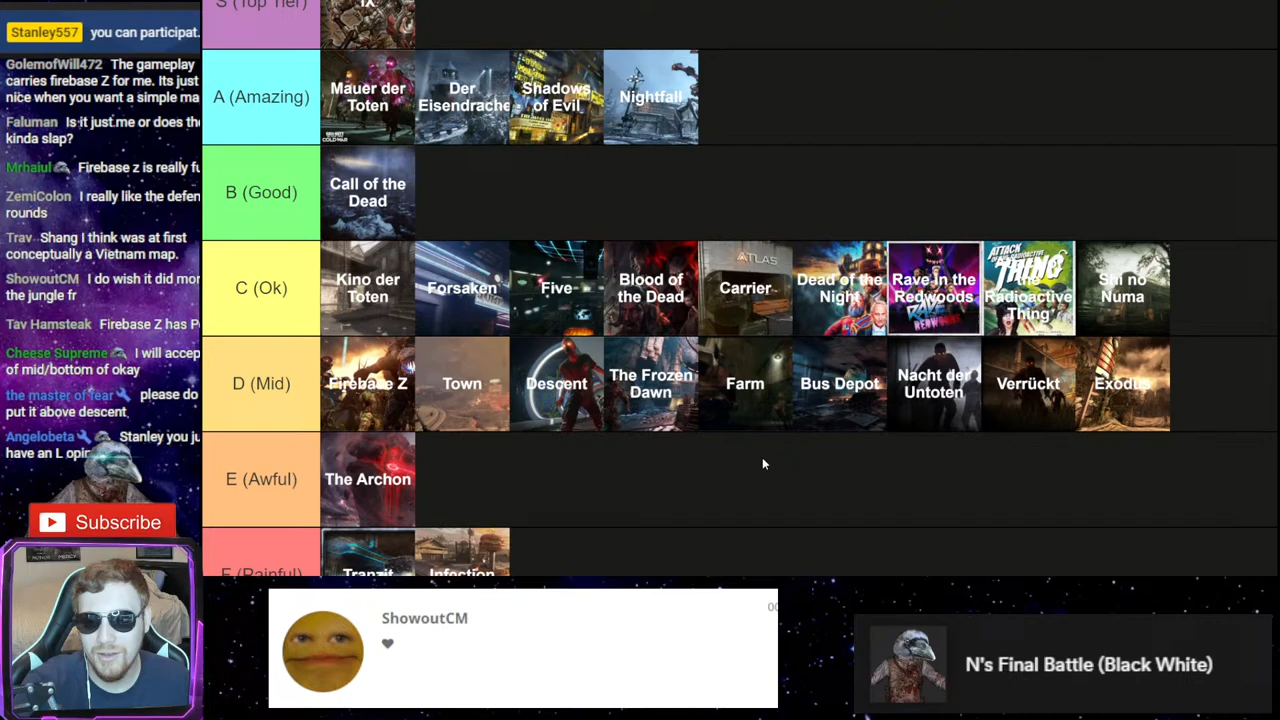 Stanley557 you can participat.
GolemofWill472 The gameplay
carries firebase Z for me. Its just
nice when you want a simple ma
Faluman Is it just me or does the
kinda slap?
Mrhaiul Firebase z is really fu
ZemiColon I really like the defen
rounds
Trav Shang I think was at first
conceptually a Vietnam map.
ShowoutCM I do wish it did mor
the jungle fr
Tav Hamsteak Firebase Z has P
Cheese Supreme I will accep
of mid/bottom of okay
the master of fear please do
put it above descent
Angelobeta Stanley you ju
have an L opin
Subscribe
S (Top Tier)
IX
A (Amazing)
Mauer der
Toten
Der
Eisendrache
Shadows
of Evil
Nightfall
B (Good)
Call of the
Dead
C (Ok)
Kino der
Toten
Forsaken
Five
Blood of
the Dead
ATLAS
Carrier
Dead of the
Night
Rave in the
Redwoods
ATTACK
OF THE RADIOACTIVE
THING
Radioactive
Thing
Shi no
Numa
D (Mid)
Firebase Z
Town
Descent
The Frozen
Dawn
Farm
Bus Depot
Nacht der
Untoten
Verrückt
Exodus
E (Awful)
The Archon
F (Painful)
Tranzit
Infection
ShowoutCM
N's Final Battle (Black White)